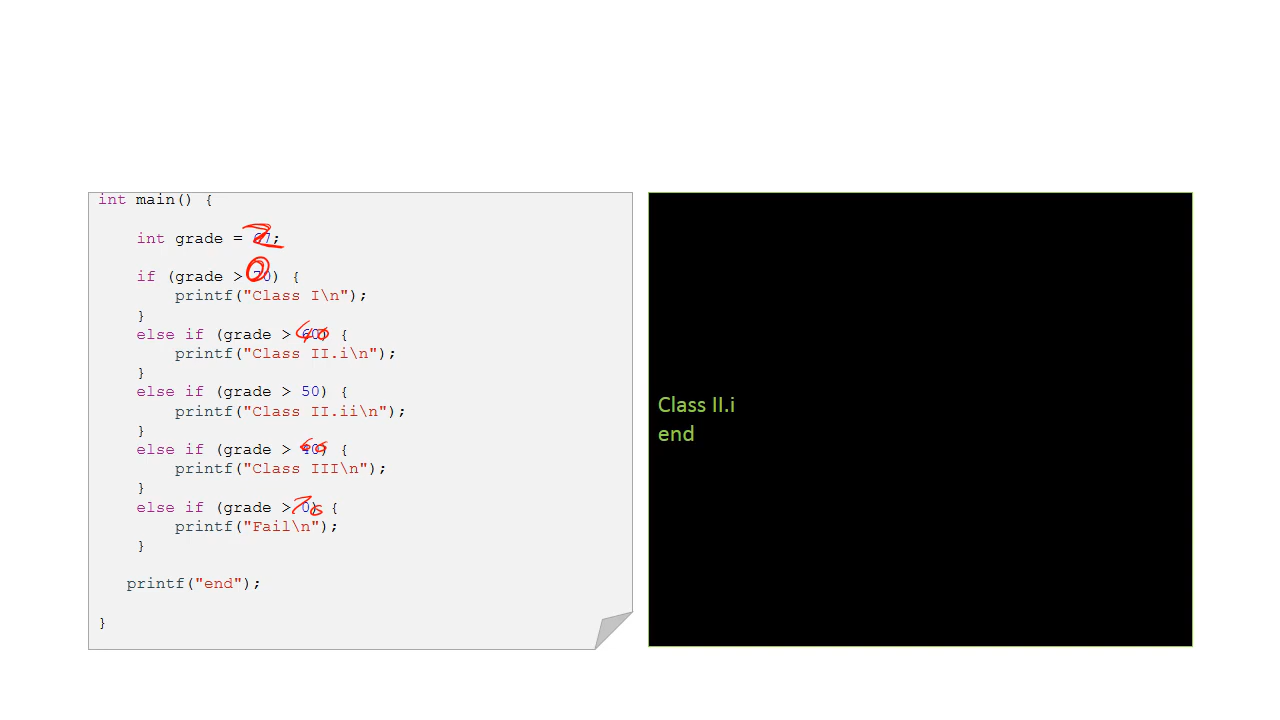 int main() {
int grade = 67;
if (grade > 70) {
printf("Class I\n");
}
else if (grade > 60) {
printf("Class II.i\n");
}
else if (grade > 50) {
printf("Class II.ii\n");
}
else if (grade > 40) {
printf("Class III\n");
}
else if (grade > 0) {
printf("Fail\n");
}
printf("end");
}
Class II.i
end